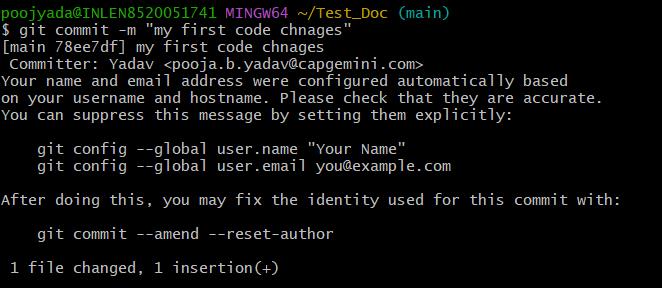 poojyada@INLEN8520051741 MINGW64 ~/Test_Doc (main)
$ git commit -m "my first code chnages"
[main 78ee7df] my first code chnages
 Committer: Yadav <pooja.b.yadav@capgemini.com>
Your name and email address were configured automatically based
on your username and hostname. Please check that they are accurate.
You can suppress this message by setting them explicitly:

    git config --global user.name "Your Name"
    git config --global user.email you@example.com

After doing this, you may fix the identity used for this commit with:

    git commit --amend --reset-author

 1 file changed, 1 insertion(+)